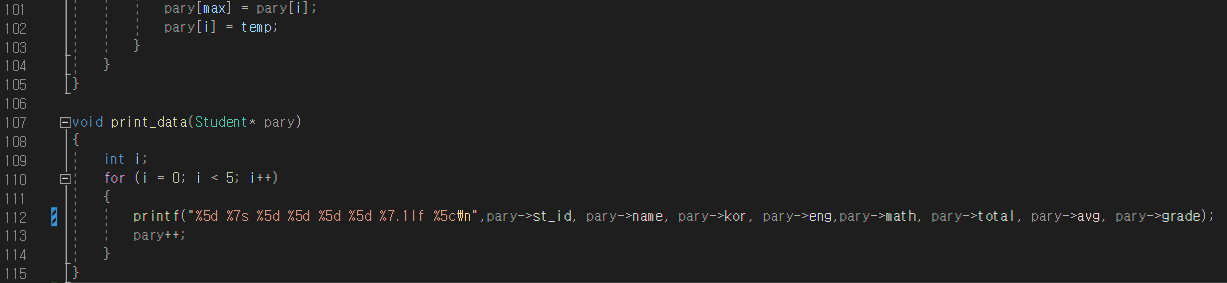 101 pary[max] = pary[i];
102 pary[i] = temp;
103 }
104 }
105 }
106
107 void print_data(Student* pary)
108 {
109 int i;
110 for (i = 0; i < 5; i++)
111 {
112 printf("%5d %7s %5d %5d %5d %5d %7.1lf %5c₩n",pary->st_id, pary->name, pary->kor, pary->eng,pary->math, pary->total, pary->avg, pary->grade);
113 pary++;
114 }
115 }